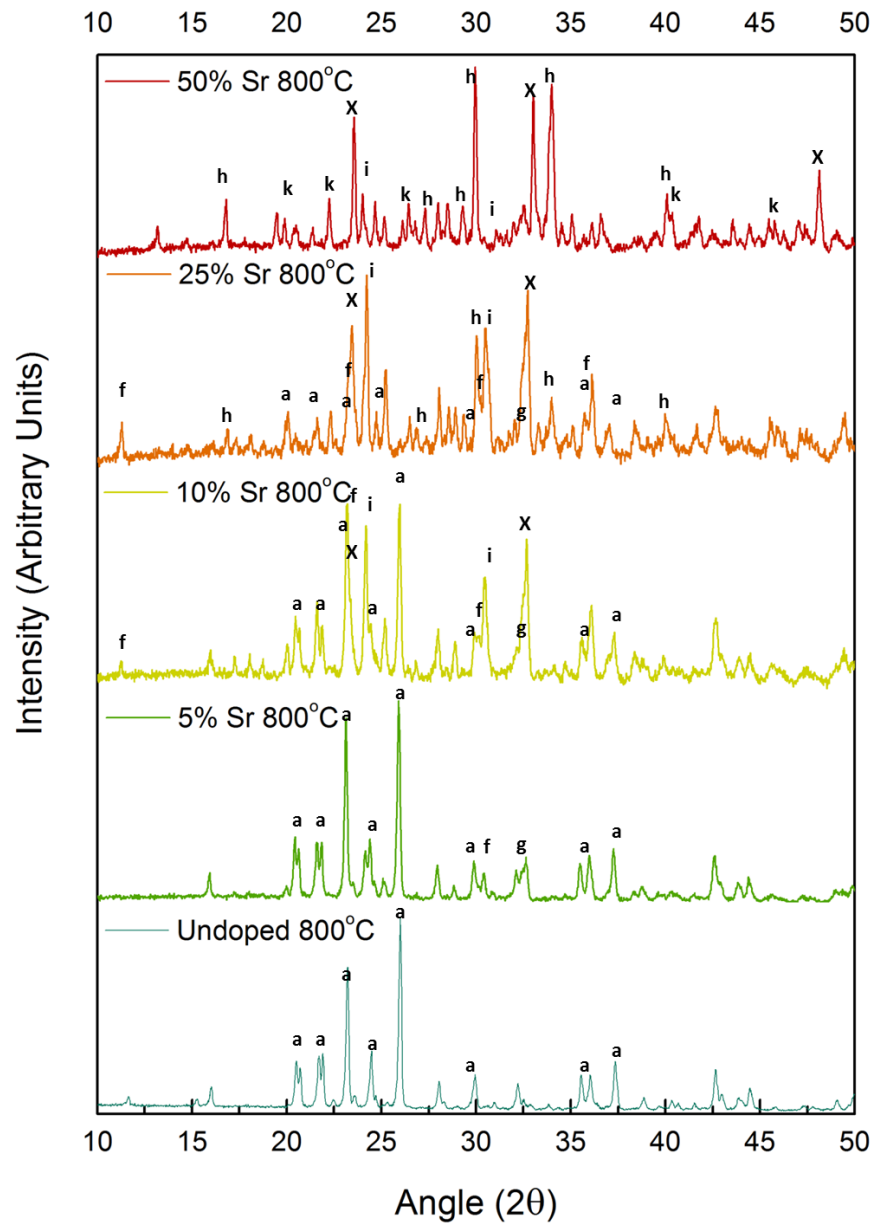 10 15 20 25 30 35 40 45 50
50% Sr 800°C
h h
X X
X
h i
k k k h h i h k k
25% Sr 800°C
i
X X
h i
f f f f
a a a a a a a
h h g h h
10% Sr 800°C
a
f i X
a X i
f a a a a f g a a
5% Sr 800°C
a
a
a a a a f g a a
Undoped 800°C
a
a
a a a a a a
Intensity (Arbitrary Units)
10 15 20 25 30 35 40 45 50
Angle (2θ)